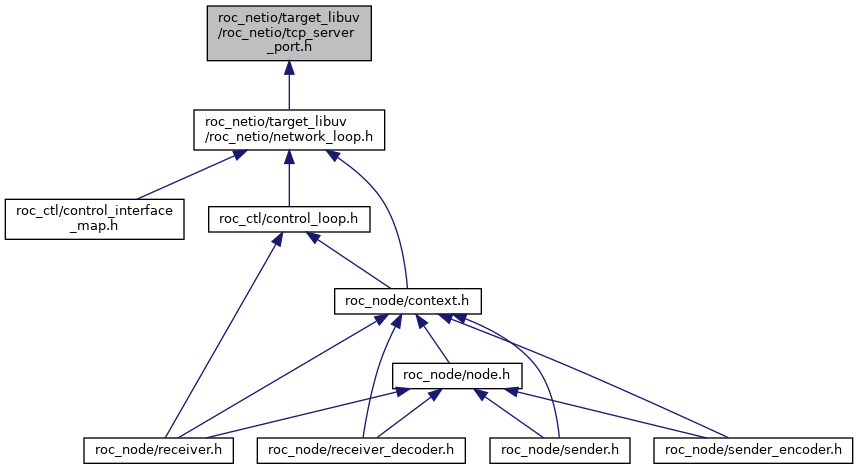 roc_netio/target_libuv
/roc_netio/tcp_server
_port.h
roc_netio/target_libuv
/roc_netio/network_loop.h
roc_ctl/control_interface
_map.h
roc_ctl/control_loop.h
roc_node/context.h
roc_node/node.h
roc_node/receiver.h
roc_node/receiver_decoder.h
roc_node/sender.h
roc_node/sender_encoder.h